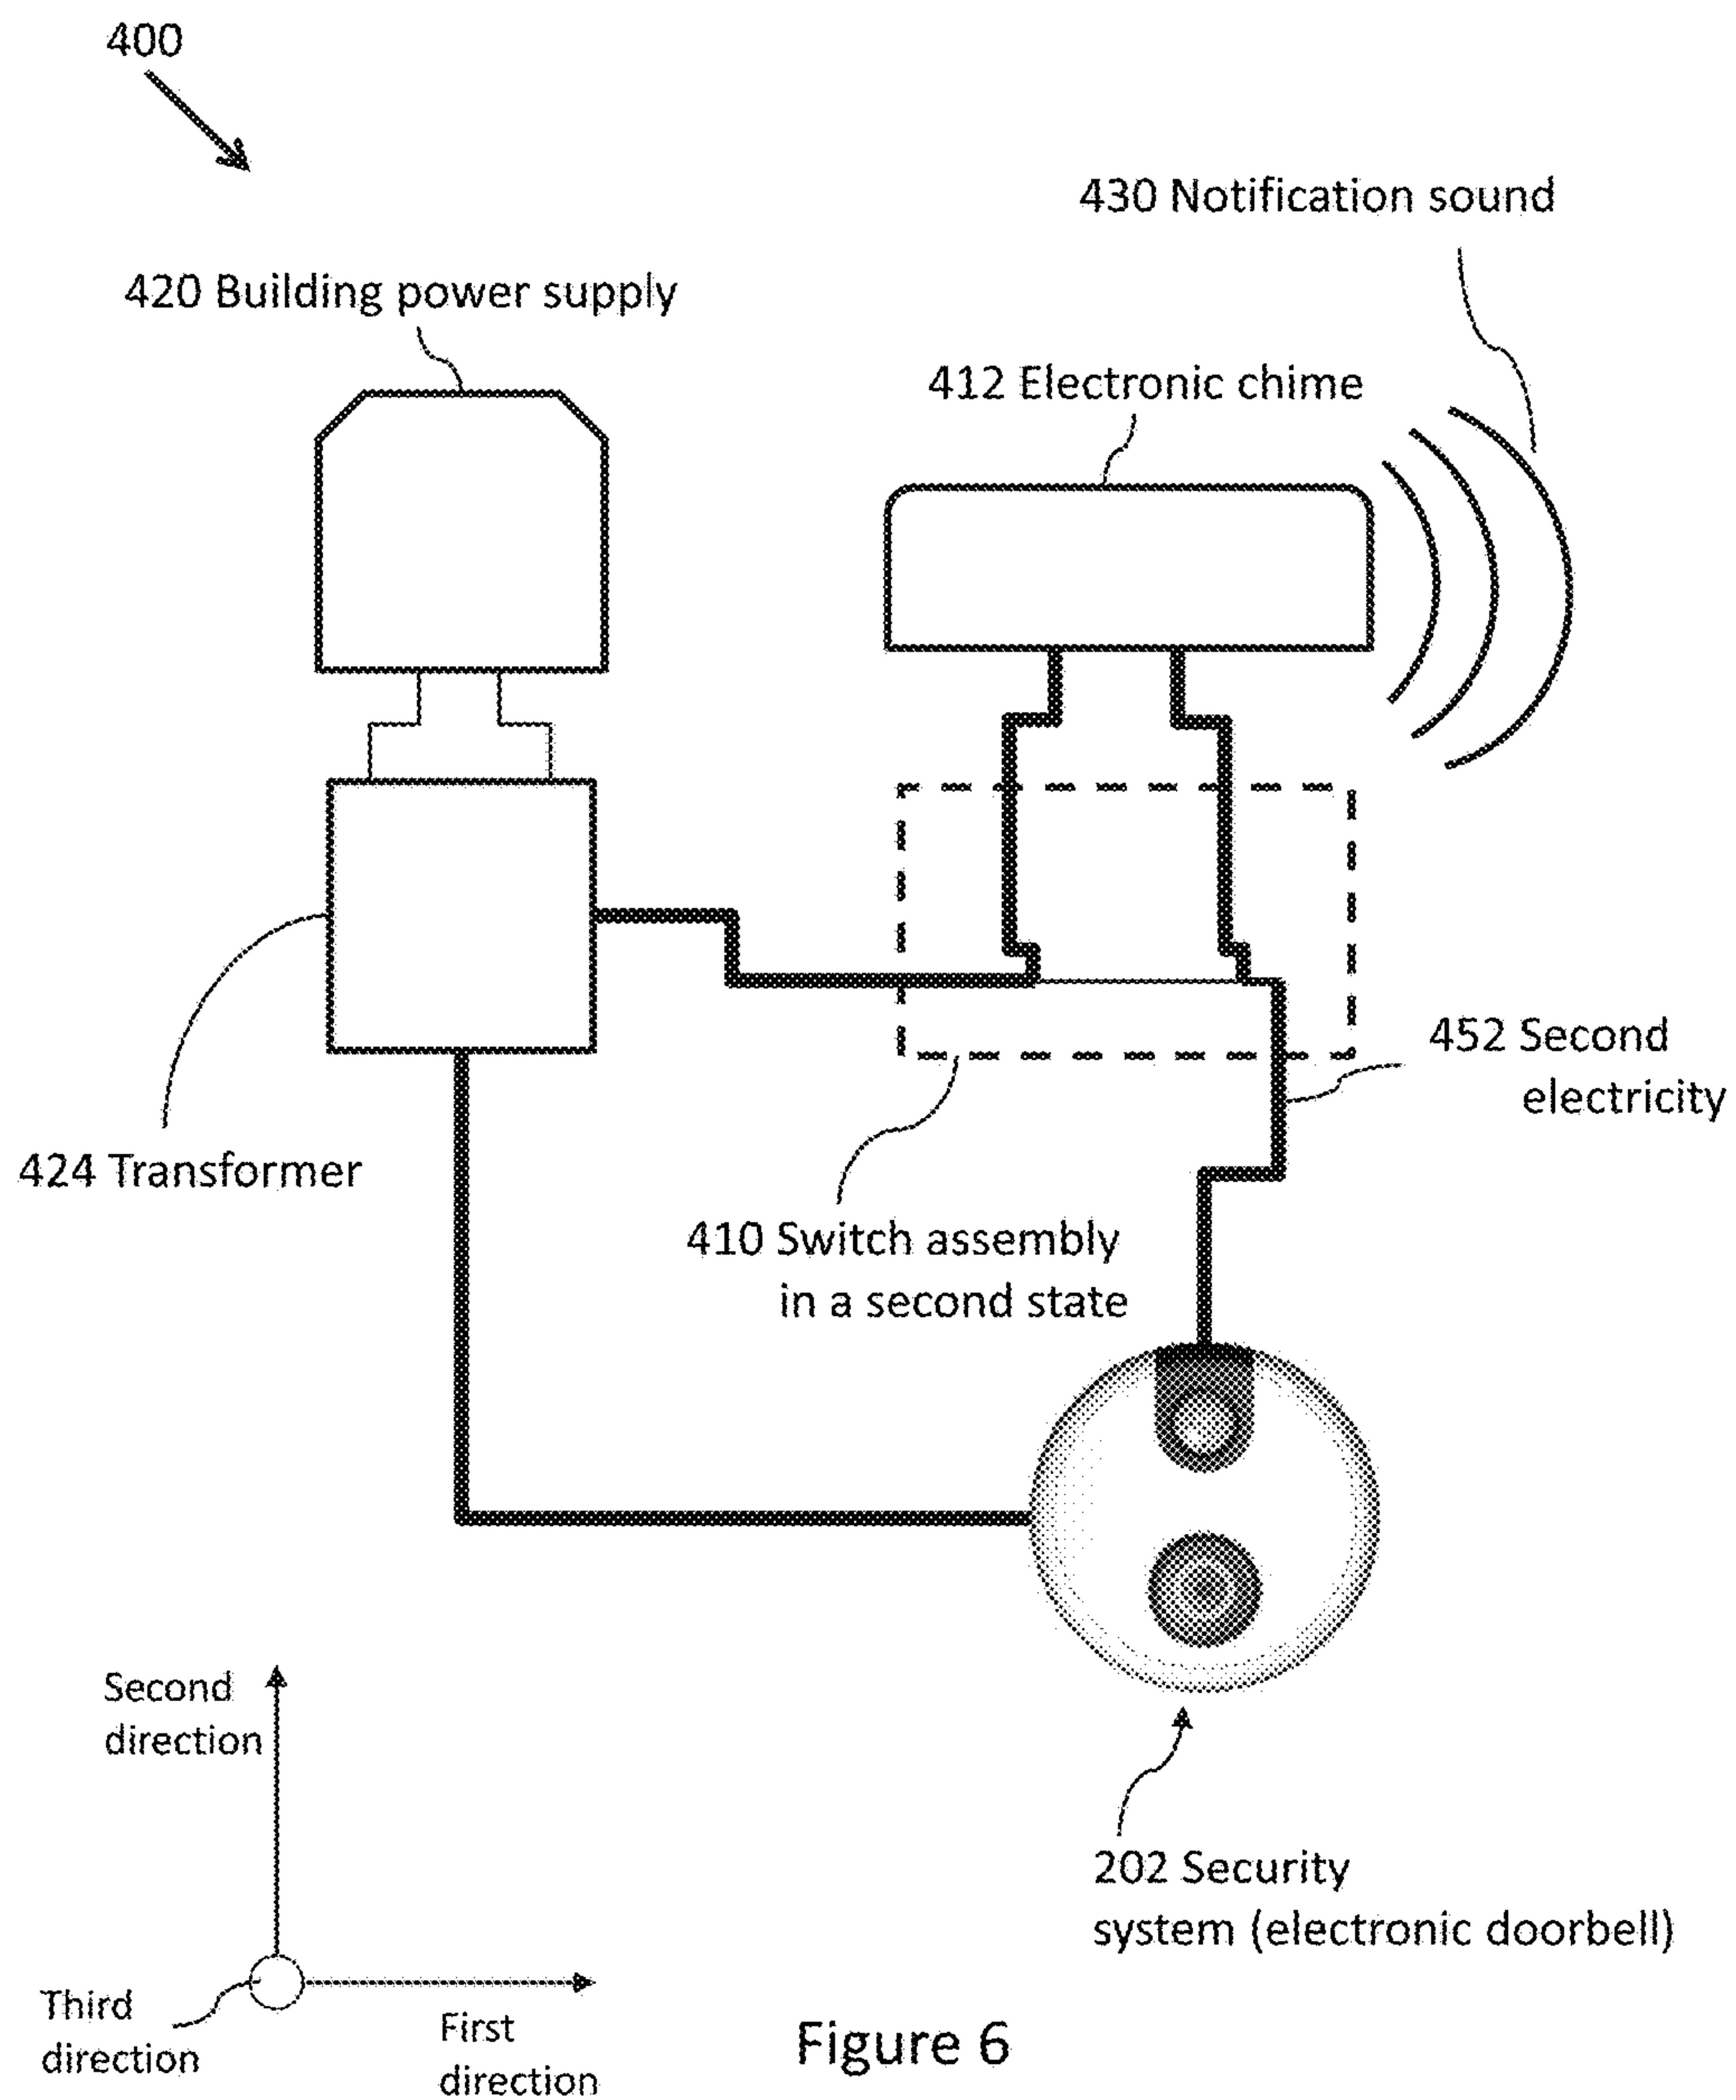 400
430 Notification sound
420 Building power supply
412 Electronic chime
452 Second
electricity
424 Transformer
410 Switch assembly
in a second state
Second
direction
202 Security
system (electronic doorbell)
Third
direction
First
direction
Figure 6